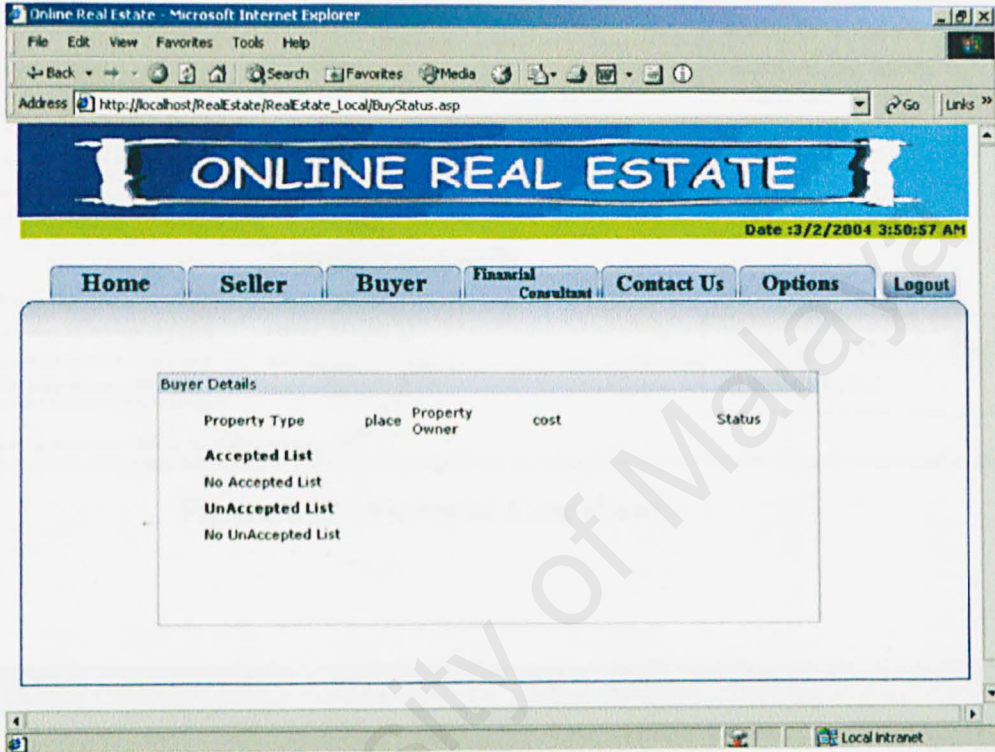 Online Real Estate - Microsoft Internet Explorer
File Edit View Favorites Tools Help
Back Search Favorites Media
Address http://localhost/RealEstate/RealEstate_Local/BuyStatus.asp Go Links »
ONLINE REAL ESTATE
Date :3/2/2004 3:50:57 AM
Home Seller Buyer Financial Consultant Contact Us Options Logout
Buyer Details
Property Type place Property Owner cost Status
Accepted List
No Accepted List
UnAccepted List
No UnAccepted List
Local intranet
University of Malaya